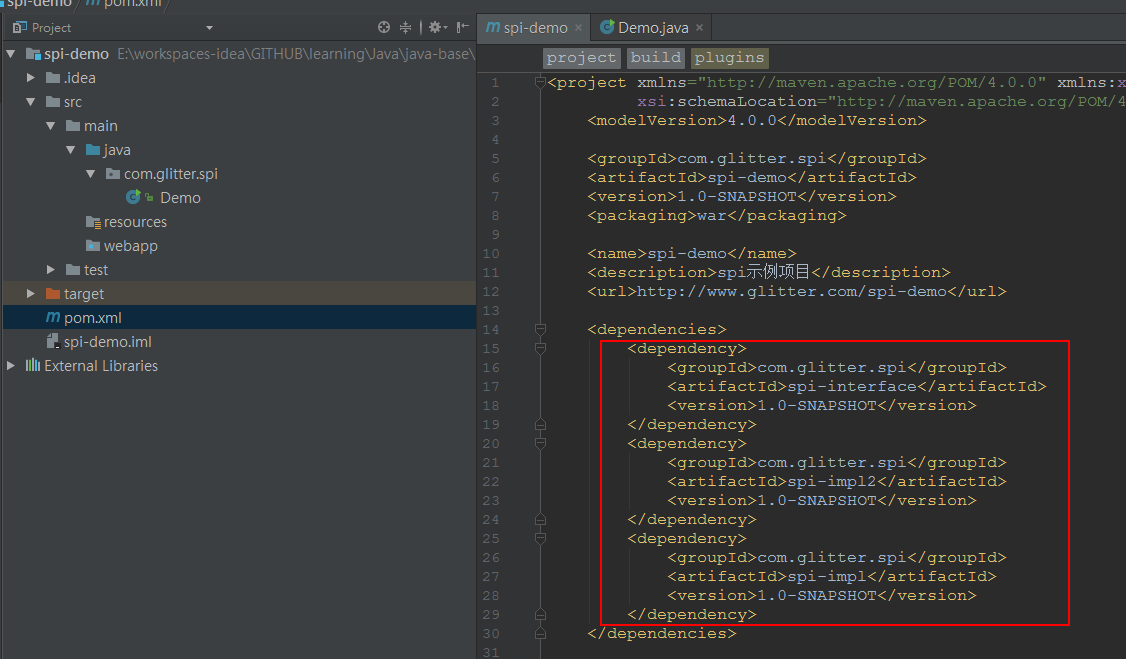 spi-demo pom.xml
Project
spi-demo E:\workspaces-idea\GITHUB\learning\Java\java-base\
.idea
src
main
java
com.glitter.spi
Demo
resources
webapp
test
target
pom.xml
spi-demo.iml
External Libraries
spi-demo × Demo.java ×
project build plugins
1 <project xmlns="http://maven.apache.org/POM/4.0.0" xmlns:x
2 xsi:schemaLocation="http://maven.apache.org/POM/4
3 <modelVersion>4.0.0</modelVersion>
4
5 <groupId>com.glitter.spi</groupId>
6 <artifactId>spi-demo</artifactId>
7 <version>1.0-SNAPSHOT</version>
8 <packaging>war</packaging>
9
10 <name>spi-demo</name>
11 <description>spi示例项目</description>
12 <url>http://www.glitter.com/spi-demo</url>
13
14 <dependencies>
15 <dependency>
16 <groupId>com.glitter.spi</groupId>
17 <artifactId>spi-interface</artifactId>
18 <version>1.0-SNAPSHOT</version>
19 </dependency>
20 <dependency>
21 <groupId>com.glitter.spi</groupId>
22 <artifactId>spi-impl2</artifactId>
23 <version>1.0-SNAPSHOT</version>
24 </dependency>
25 <dependency>
26 <groupId>com.glitter.spi</groupId>
27 <artifactId>spi-impl</artifactId>
28 <version>1.0-SNAPSHOT</version>
29 </dependency>
30 </dependencies>
31